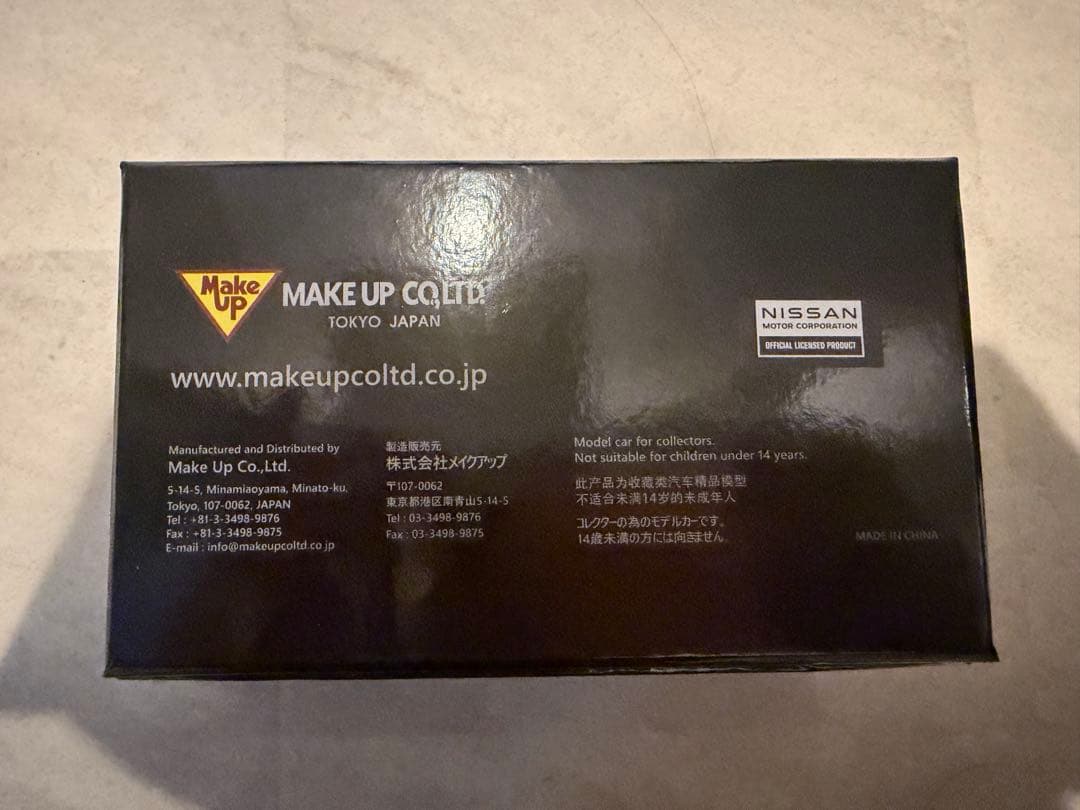 Make Up
MAKE UP CO.,LTD.
TOKYO JAPAN
www.makeupcoltd.co.jp
NISSAN
MOTOR CORPORATION
OFFICIAL LICENSED PRODUCT
Manufactured and Distributed by
Make Up Co.,Ltd.
5-14-5, Minamiaoyama, Minato-ku,
Tokyo, 107-0062, JAPAN
Tel : +81-3-3498-9876
Fax : +81-3-3498-9875
E-mail : info@makeupcoltd.co.jp
製造販売元
株式会社メイクアップ
〒107-0062
東京都港区南青山5-14-5
Tel : 03-3498-9876
Fax : 03-3498-9875
Model car for collectors.
Not suitable for children under 14 years.
此产品为收藏类汽车精品模型
不适合未满14岁的未成年人
コレクターの為のモデルカーです。
14歳未満の方には向きません。
MADE IN CHINA